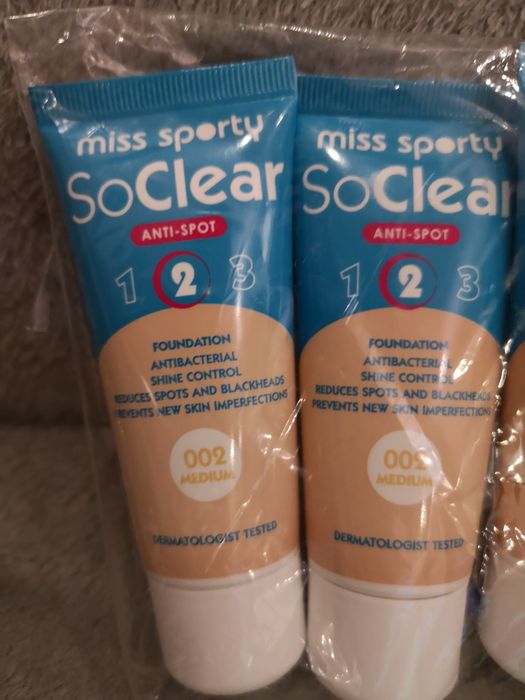 miss sporty
SoClear
ANTI-SPOT
1 2 3
FOUNDATION
ANTIBACTERIAL
SHINE CONTROL
REDUCES SPOTS AND BLACKHEADS
PREVENTS NEW SKIN IMPERFECTIONS
002
MEDIUM
DERMATOLOGIST TESTED
miss sporty
SoClear
ANTI-SPOT
1 2 3
FOUNDATION
ANTIBACTERIAL
SHINE CONTROL
REDUCES SPOTS AND BLACKHEADS
PREVENTS NEW SKIN IMPERFECTIONS
002
MEDIUM
DERMATOLOGIST TESTED